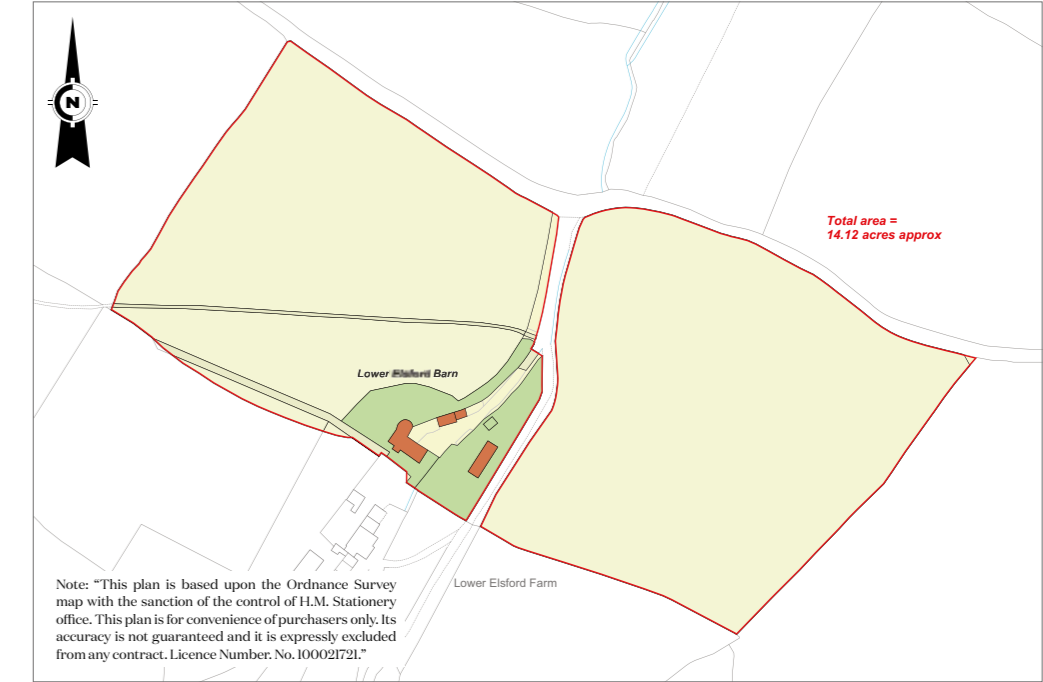 N
Total area =
14.12 acres approx
Lower Barn
Lower Elsford Farm
Note: “This plan is based upon the Ordnance Survey
map with the sanction of the control of H.M. Stationery
office. This plan is for convenience of purchasers only. Its
accuracy is not guaranteed and it is expressly excluded
from any contract. Licence Number. No. 100021721.”